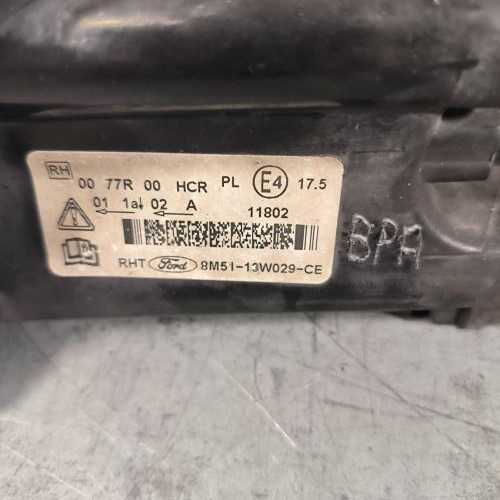 RH
00 77R 00 HCR PL E4 17.5
01 1a 02 A 11802
RHT Ford 8M51-13W029-CE
BPA